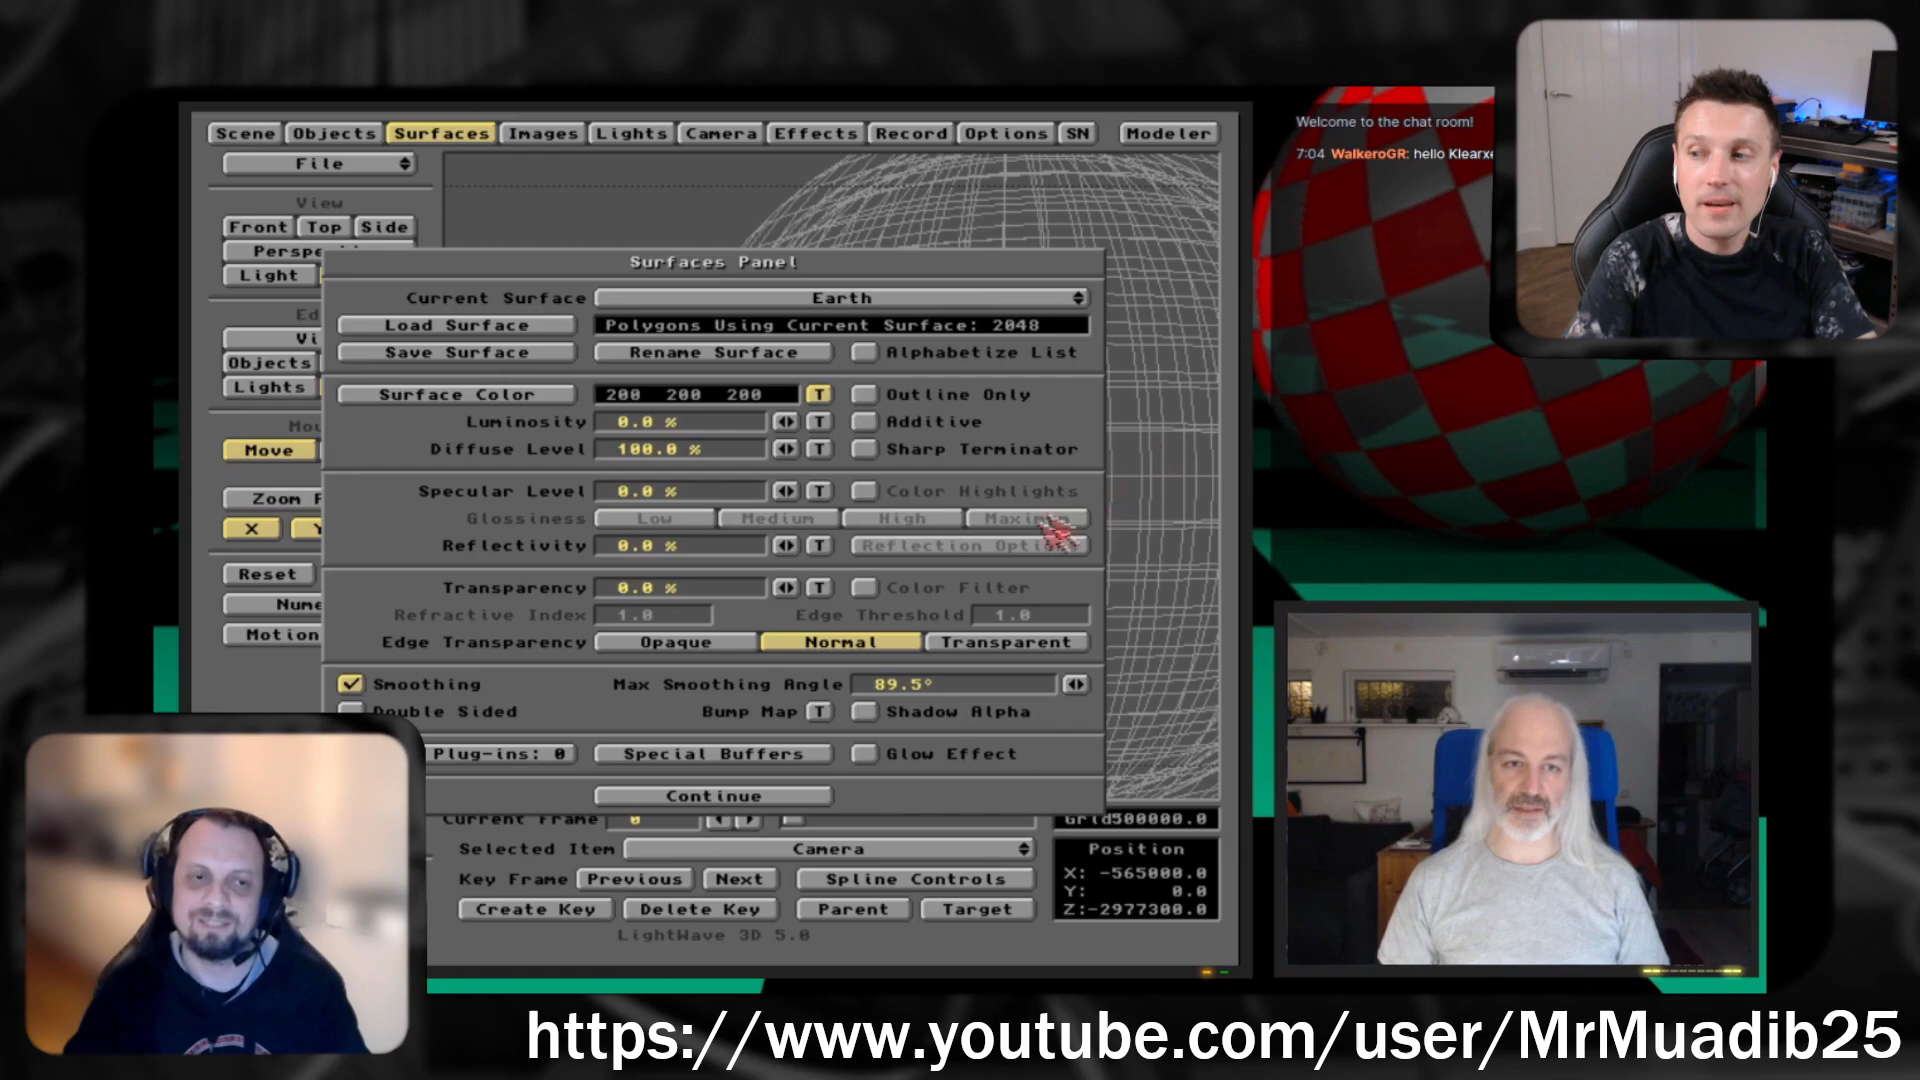 Scene Objects Surfaces Images Lights Camera Effects Record Options SN Modeler
File
View
Front Top Side
Light
Objects
Lights
Move
X
Reset
Motion
Surfaces Panel
Current Surface Earth
Load Surface Polygons Using Current Surface: 2048
Save Surface Rename Surface Alphabetize List
Surface Color 200 200 200 T Outline Only
Luminosity 0.0 % T Additive
Diffuse Level 100.0 % T Sharp Terminator
Specular Level 0.0 % T Color Highlights
Glossiness Low Medium High
Reflectivity 0.0 % T Reflection
Transparency 0.0 % T Color Filter
Refractive Index 1.0 Edge Threshold 1.0
Edge Transparency Opaque Normal Transparent
Smoothing Max Smoothing Angle 89.5°
Double Sided Bump Map T Shadow Alpha
Plug-ins: 0 Special Buffers Glow Effect
Continue
Current Frame 0
Grid500000.0
Selected Item Camera
Position
Key Frame Previous Next Spline Controls
X: -565000.0
Y: 0.0
Z:-2977300.0
Create Key Delete Key Parent Target
LightWave 3D 5.0
Welcome to the chat room!
7:04 WalkeroGR: hello
https://www.youtube.com/user/MrMuadib25